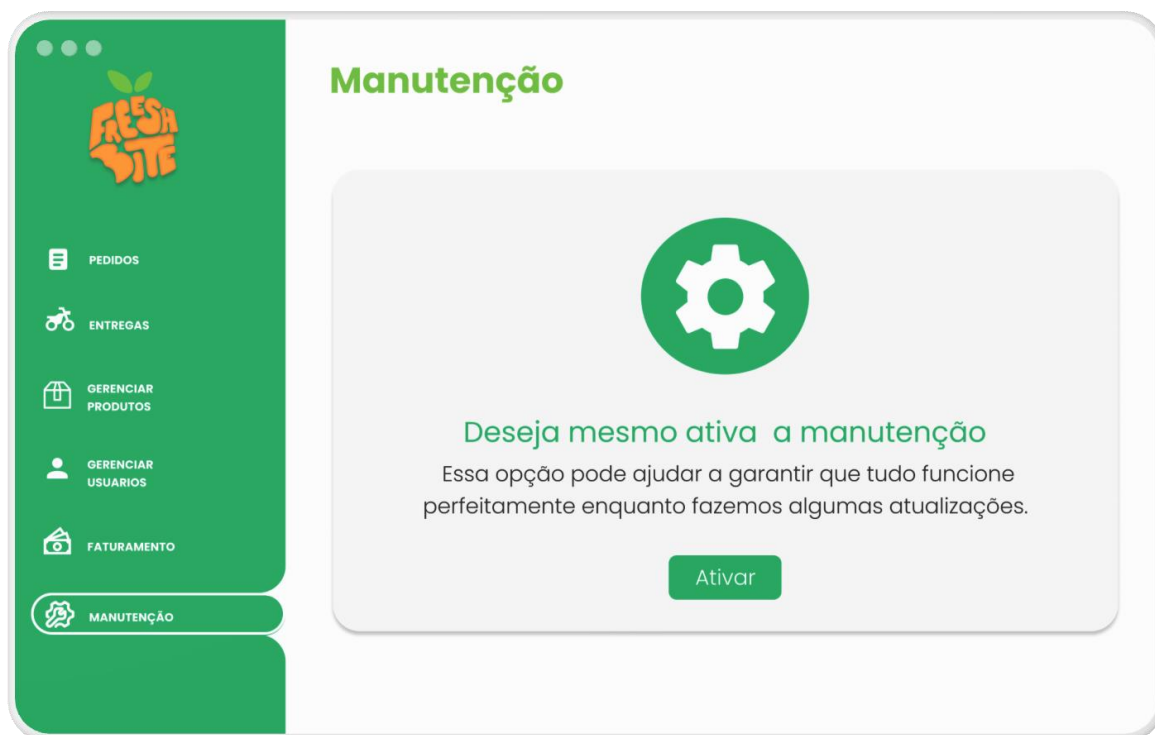 FRESH
BITE
PEDIDOS
ENTREGAS
GERENCIAR
PRODUTOS
GERENCIAR
USUARIOS
FATURAMENTO
MANUTENÇÃO
Manutenção
Deseja mesmo ativa a manutenção
Essa opção pode ajudar a garantir que tudo funcione
perfeitamente enquanto fazemos algumas atualizações.
Ativar